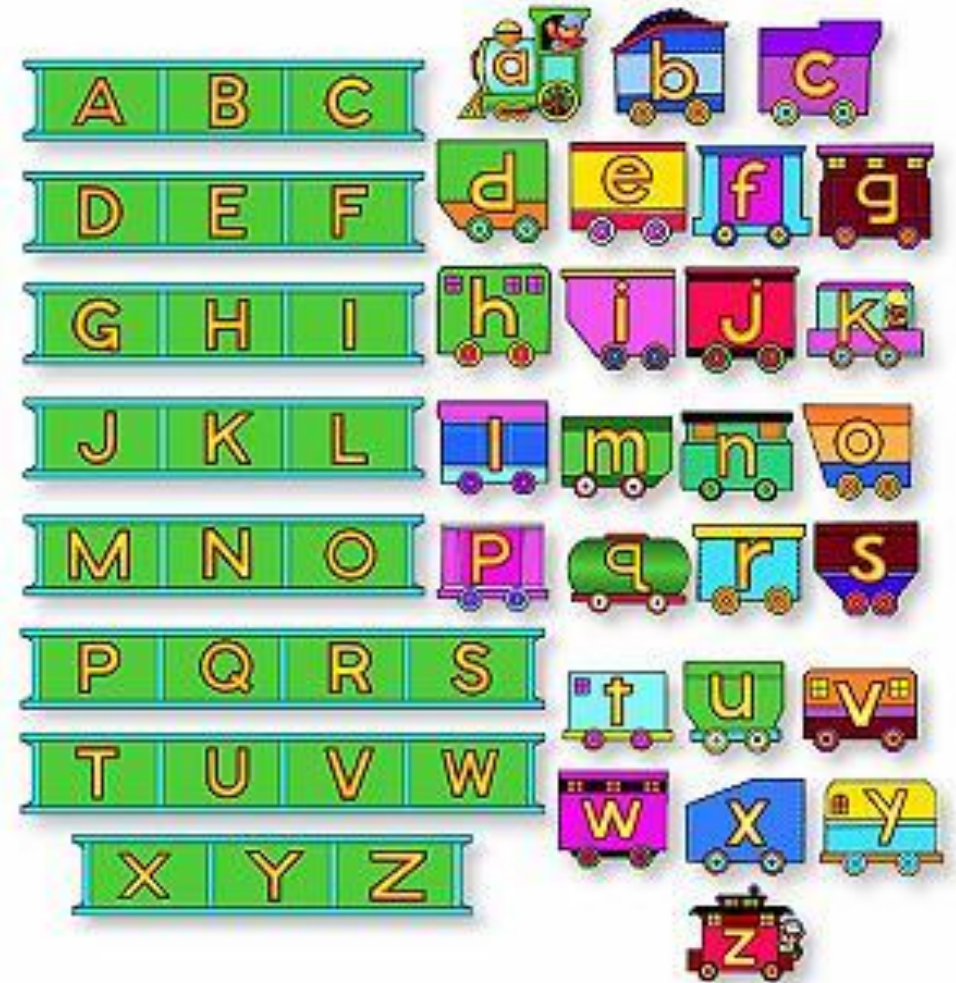 A B C
D E F
G H I
J K L
M N O
P Q R S
T U V W
X Y Z
a b c
d e f g
h i j k
l m n o
p q r s
t u v
w x y
z